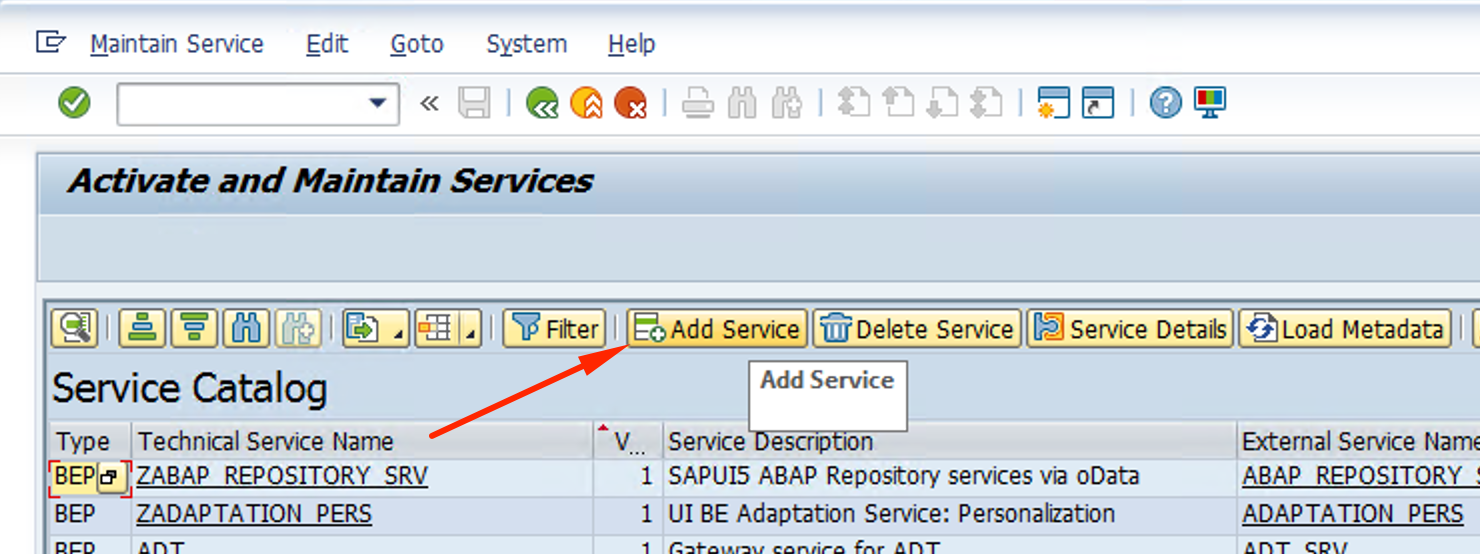 Maintain Service Edit Goto System Help
Activate and Maintain Services
Filter Add Service Delete Service Service Details Load Metadata
Add Service
Service Catalog
Type Technical Service Name V... Service Description External Service Name
BEP ZABAP_REPOSITORY_SRV 1 SAPUI5 ABAP Repository services via oData ABAP_REPOSITORY_S
BEP ZADAPTATION_PERS 1 UI BE Adaptation Service: Personalization ADAPTATION_PERS
BEP ADT 1 Gateway service for ADT ADT_SRV